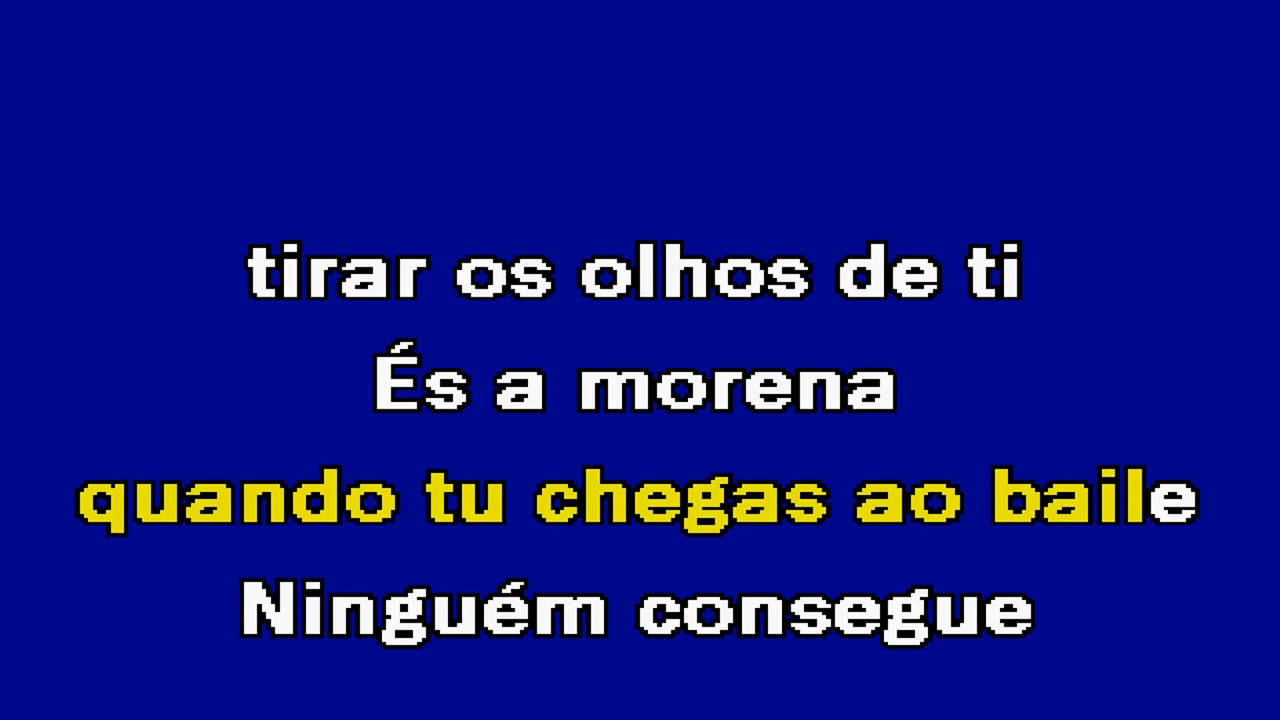 tirar os olhos de ti
És a morena
quando tu chegas ao baile
Ninguém consegue